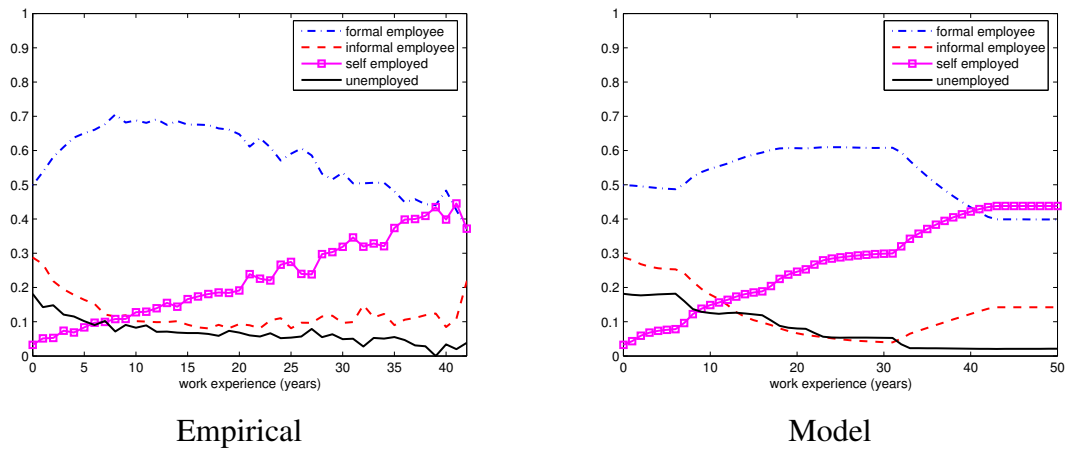 1
0.9
0.8
0.7
0.6
0.5
0.4
0.3
0.2
0.1
0
0 5 10 15 20 25 30 35 40
work experience (years)
formal employee
informal employee
self employed
unemployed
Empirical
1
0.9
0.8
0.7
0.6
0.5
0.4
0.3
0.2
0.1
0
0 10 20 30 40 50
work experience (years)
formal employee
informal employee
self employed
unemployed
Model